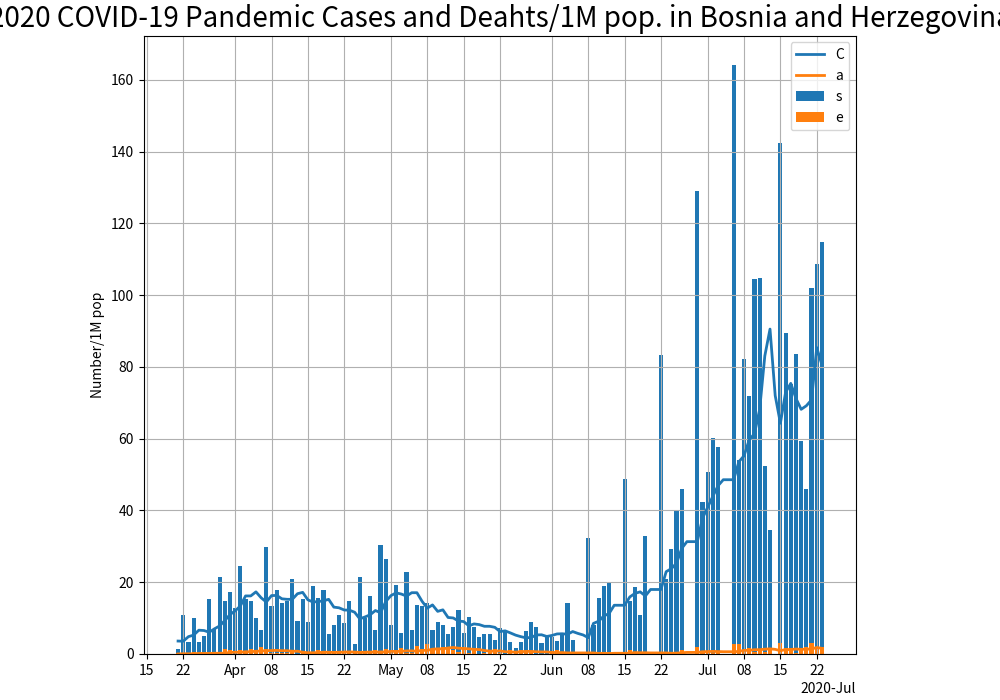 2020 COVID-19 Pandemic Cases and Deahts/1M pop. in Bosnia and Herzegovina
C
a
s
e
160
140
120
100
80
60
40
20
0
Number/1M pop
15 22 Apr 08 15 22 May 08 15 22 Jun 08 15 22 Jul 08 15 22
2020-Jul